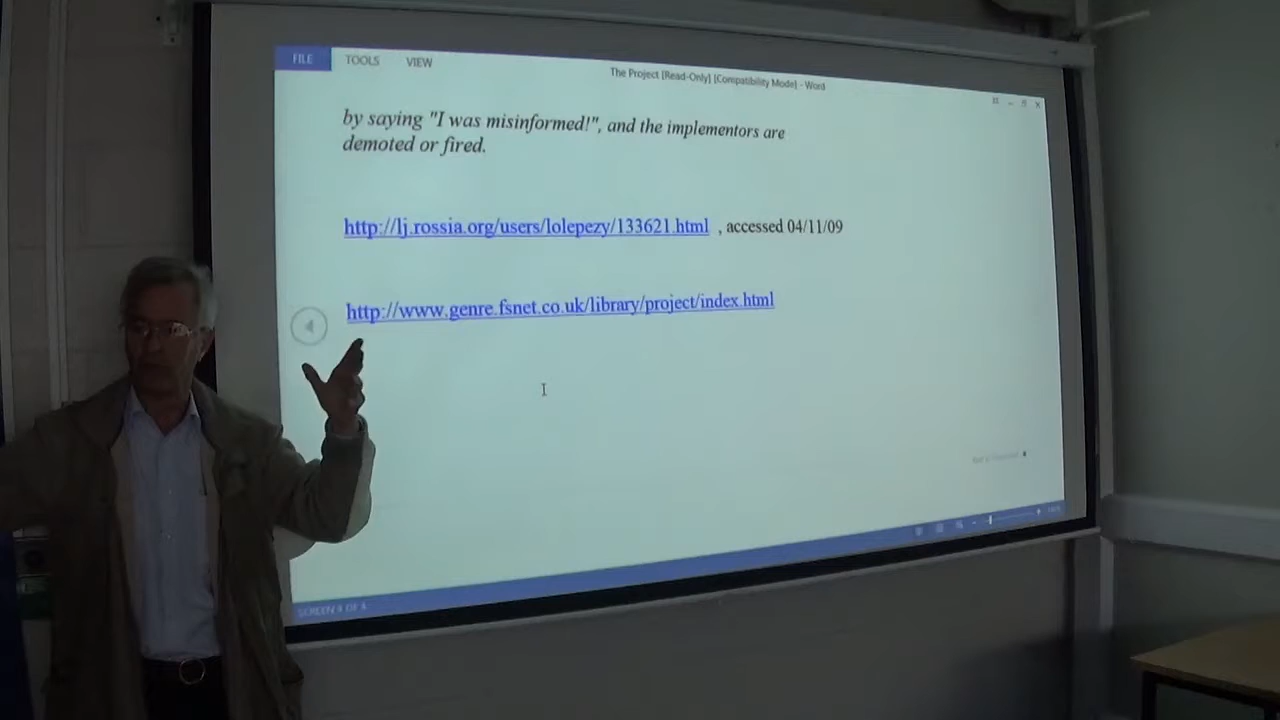 FILE TOOLS VIEW
The Project [Read-Only] [Compatibility Mode] - Word
by saying "I was misinformed!", and the implementors are
demoted or fired.
http://lj.rossia.org/users/lolepezy/133621.html , accessed 04/11/09
http://www.genre.fsnet.co.uk/library/project/index.html
SCREEN OF